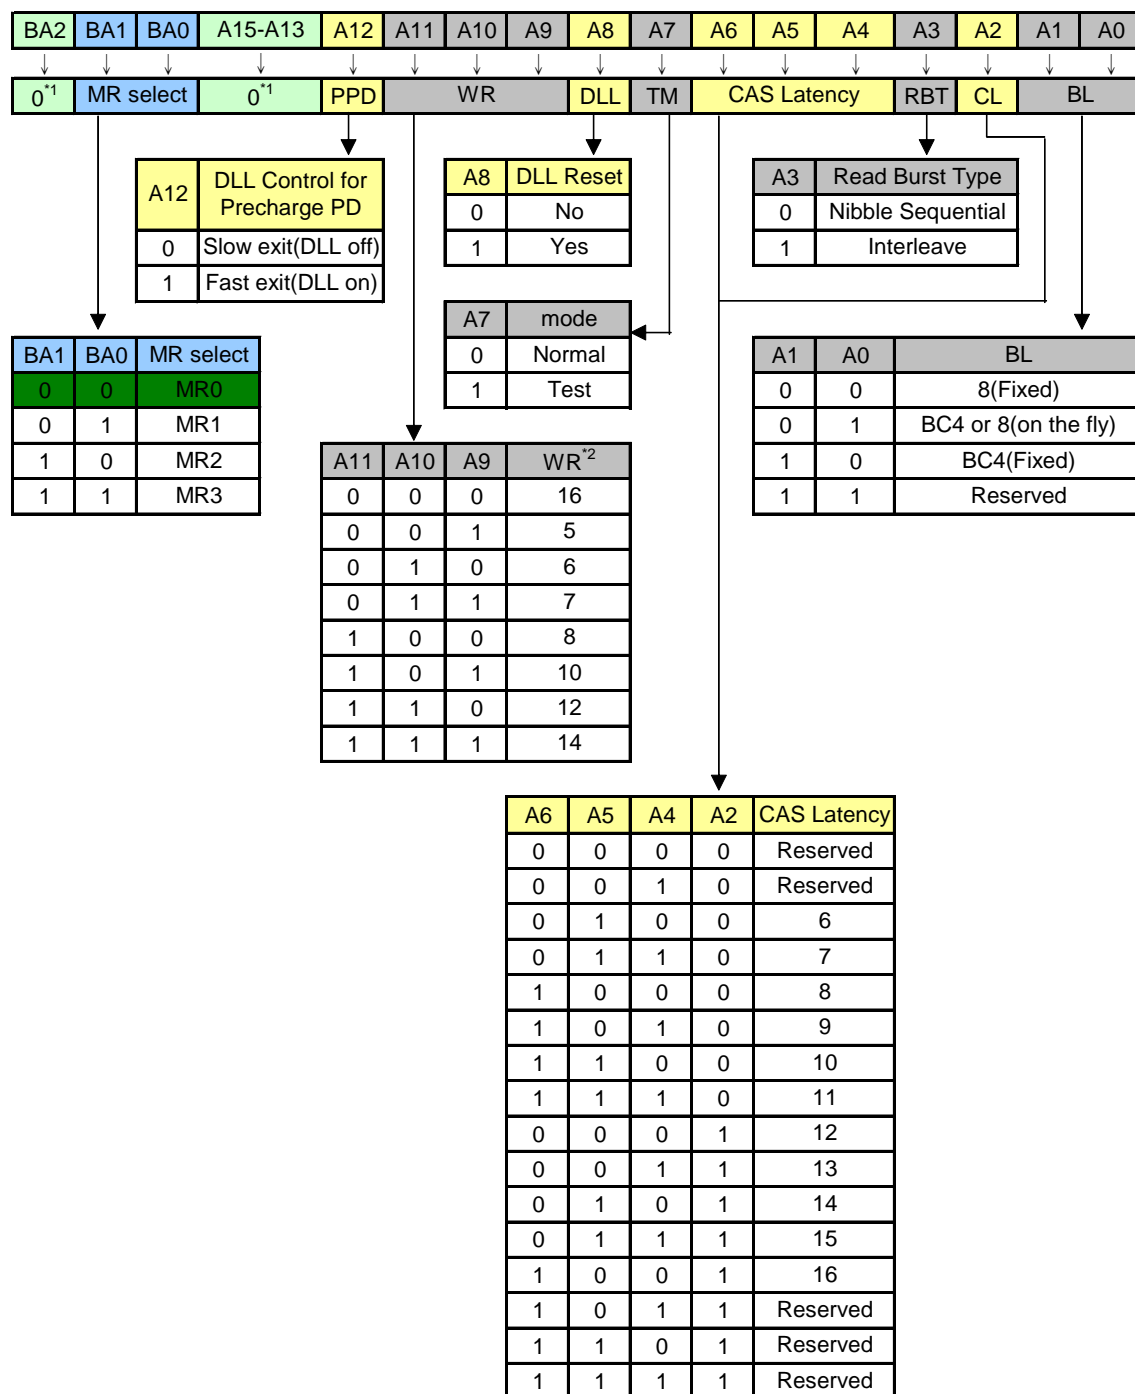 BA2 BA1 BA0 A15-A13 A12 A11 A10 A9 A8 A7 A6 A5 A4 A3 A2 A1 A0
0*1 MR select 0*1 PPD WR DLL TM CAS Latency RBT CL BL
A12 DLL Control for Precharge PD
0 Slow exit(DLL off)
1 Fast exit(DLL on)
A8 DLL Reset
0 No
1 Yes
A3 Read Burst Type
0 Nibble Sequential
1 Interleave
A7 mode
0 Normal
1 Test
BA1 BA0 MR select
0 0 MR0
0 1 MR1
1 0 MR2
1 1 MR3
A1 A0 BL
0 0 8(Fixed)
0 1 BC4 or 8(on the fly)
1 0 BC4(Fixed)
1 1 Reserved
A11 A10 A9 WR*2
0 0 0 16
0 0 1 5
0 1 0 6
0 1 1 7
1 0 0 8
1 0 1 10
1 1 0 12
1 1 1 14
A6 A5 A4 A2 CAS Latency
0 0 0 0 Reserved
0 0 1 0 Reserved
0 1 0 0 6
0 1 1 0 7
1 0 0 0 8
1 0 1 0 9
1 1 0 0 10
1 1 1 0 11
0 0 0 1 12
0 0 1 1 13
0 1 0 1 14
0 1 1 1 15
1 0 0 1 16
1 0 1 1 Reserved
1 1 0 1 Reserved
1 1 1 1 Reserved